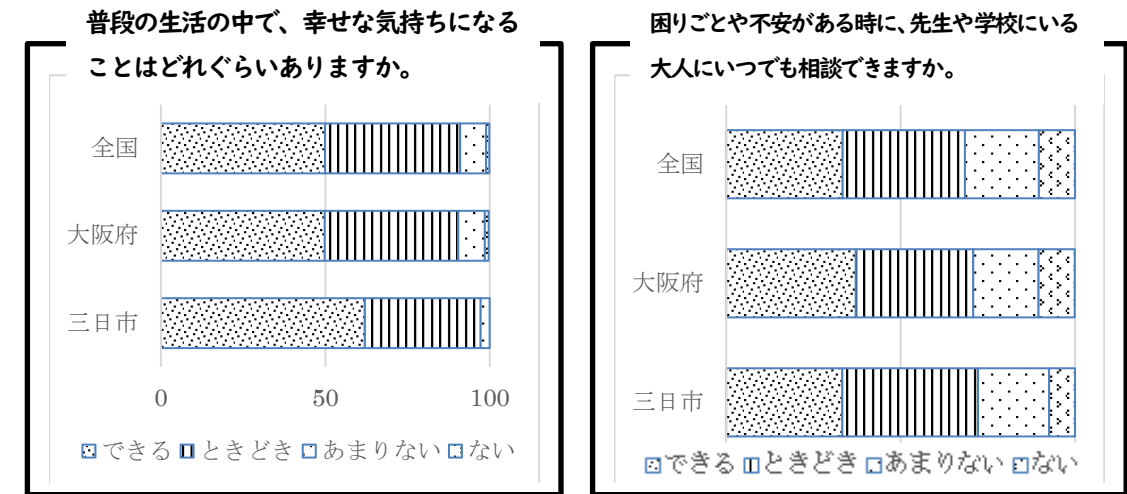 普段の生活の中で、幸せな気持ちになる
ことはどれぐらいありますか。
全国
大阪府
三日市
0 50 100
できる ときどき あまりない ない
困りごとや不安がある時に、先生や学校にいる
大人にいつでも相談できますか。
全国
大阪府
三日市
できる ときどき あまりない ない